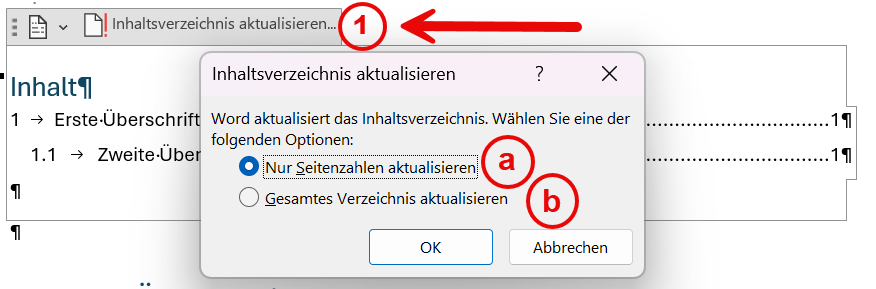 Inhaltsverzeichnis aktualisieren...
1
Inhaltsverzeichnis aktualisieren ?
Inhalt¶
Word aktualisiert das Inhaltsverzeichnis. Wählen Sie eine der
folgenden Optionen:
1 → Erste·Überschrift ........1¶
Nur Seitenzahlen aktualisieren a
1.1 → Zweite·Über ........1¶
Gesamtes Verzeichnis aktualisieren b
¶
¶
OK Abbrechen